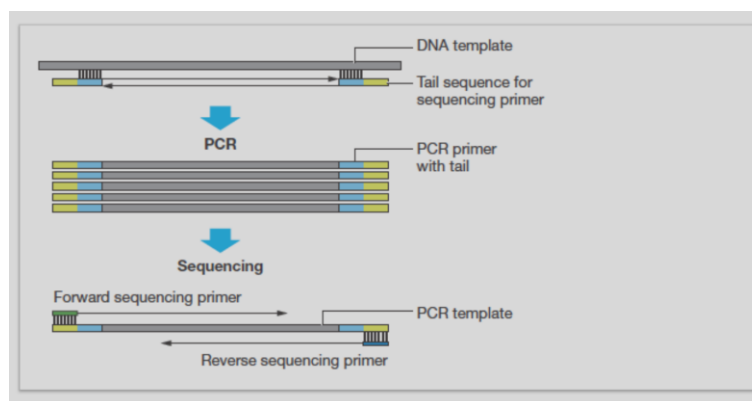 DNA template
Tail sequence for
sequencing primer
PCR
PCR primer
with tail
Sequencing
Forward sequencing primer
PCR template
Reverse sequencing primer